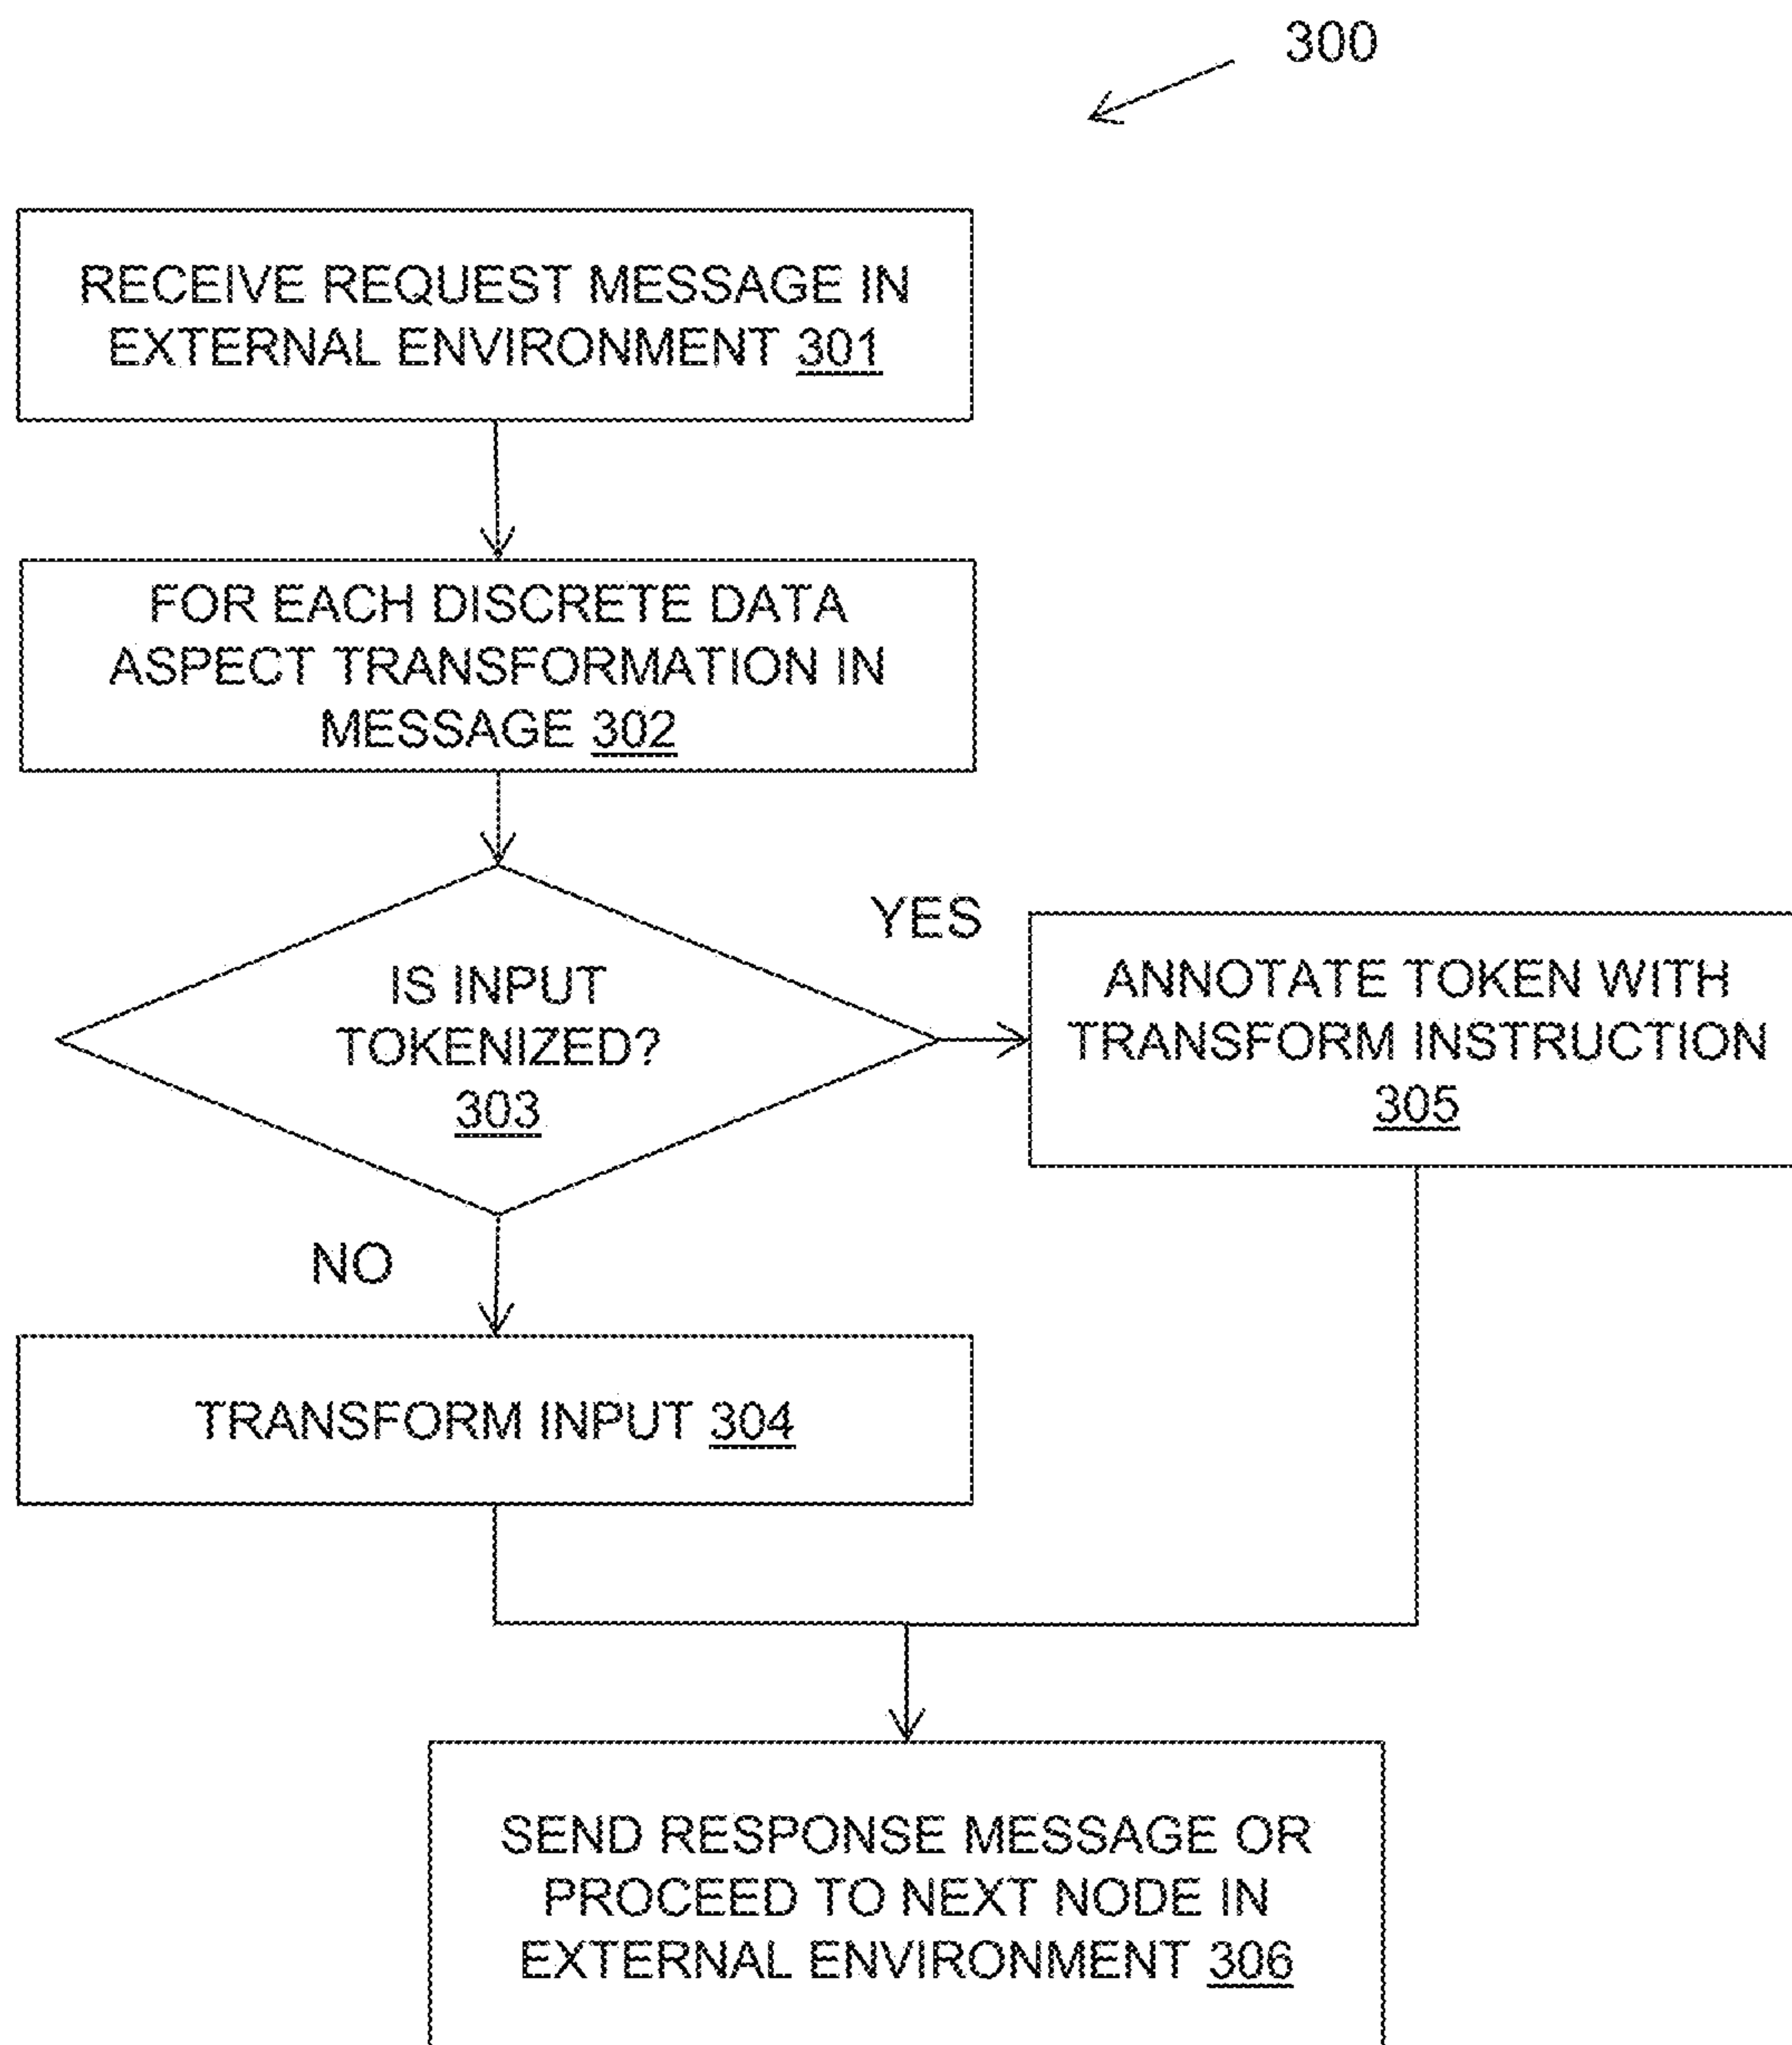 300
RECEIVE REQUEST MESSAGE IN
EXTERNAL ENVIRONMENT 301
FOR EACH DISCRETE DATA
ASPECT TRANSFORMATION IN
MESSAGE 302
IS INPUT
TOKENIZED?
303
YES
ANNOTATE TOKEN WITH
TRANSFORM INSTRUCTION
305
NO
TRANSFORM INPUT 304
SEND RESPONSE MESSAGE OR
PROCEED TO NEXT NODE IN
EXTERNAL ENVIRONMENT 306